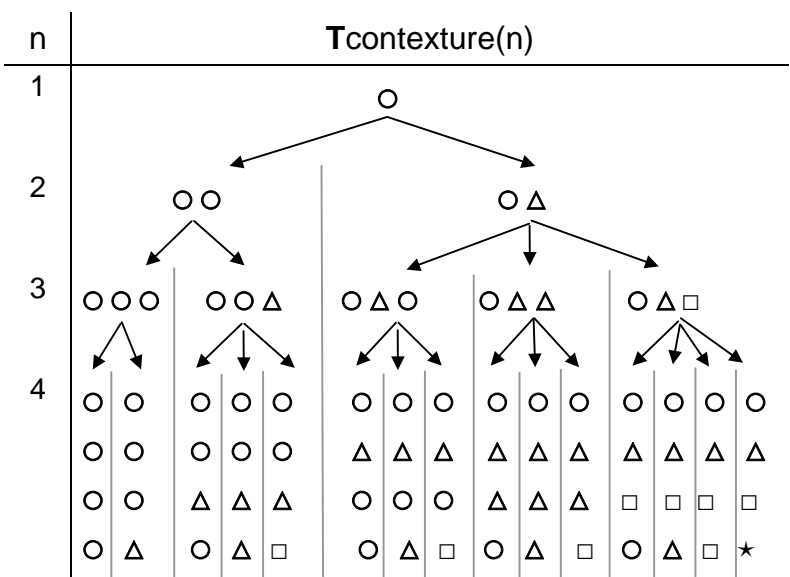 n Tcontexture(n)
1 ○
2 ○○ ○△
3 ○○○ ○○△ ○△○ ○△△ ○△□
4 ○ ○ ○ ○ ○ ○ ○ ○ ○ ○ ○ ○ ○ ○ ○
○ ○ ○ ○ ○ △ △ △ △ △ △ △ △ △ △
○ ○ △ △ △ ○ ○ ○ △ △ △ □ □ □ □
○ △ ○ △ □ ○ △ □ ○ △ □ ○ △ □ ★